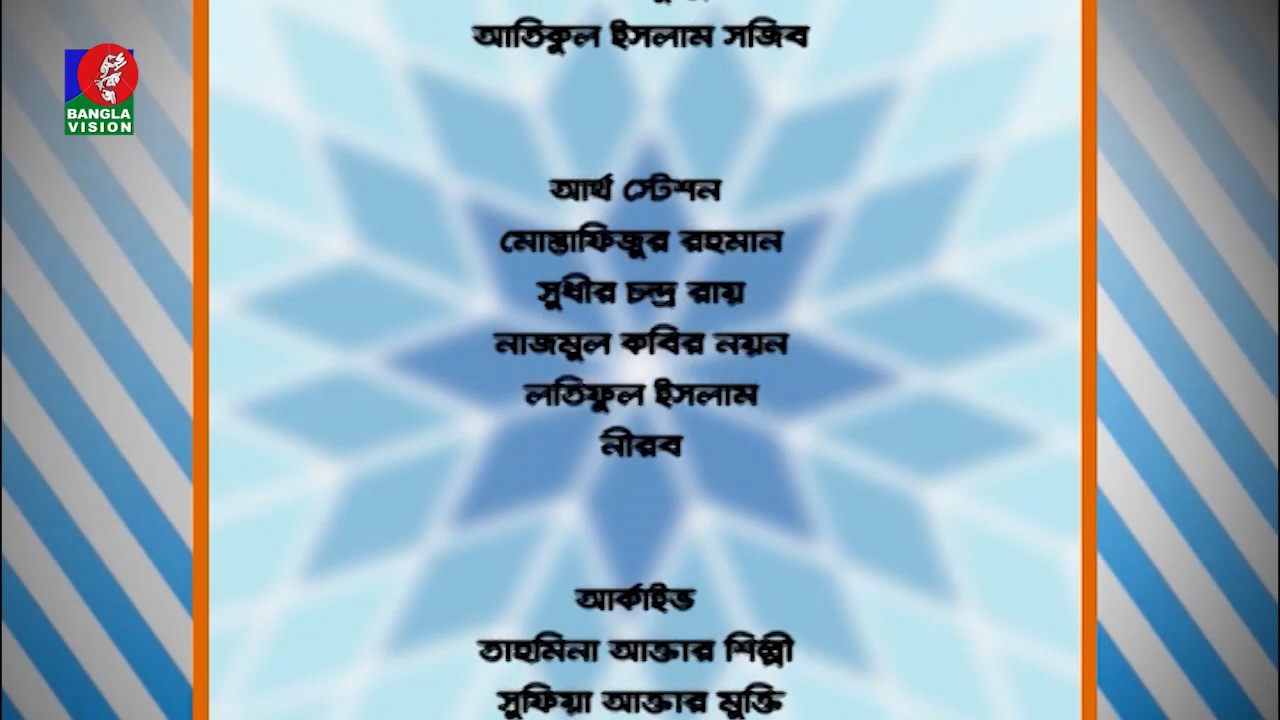 আতিকুল ইসলাম সজিব
BANGLA
VISION
আর্থ স্টেশন
মোস্তাফিজুর রহমান
সুধীর চন্দ্র রায়
নাজমুল কবির নয়ন
লতিফুল ইসলাম
নীরব
আর্কাইভ
তাহমিনা আক্তার শিল্পী
সুফিয়া আক্তার মুক্তি